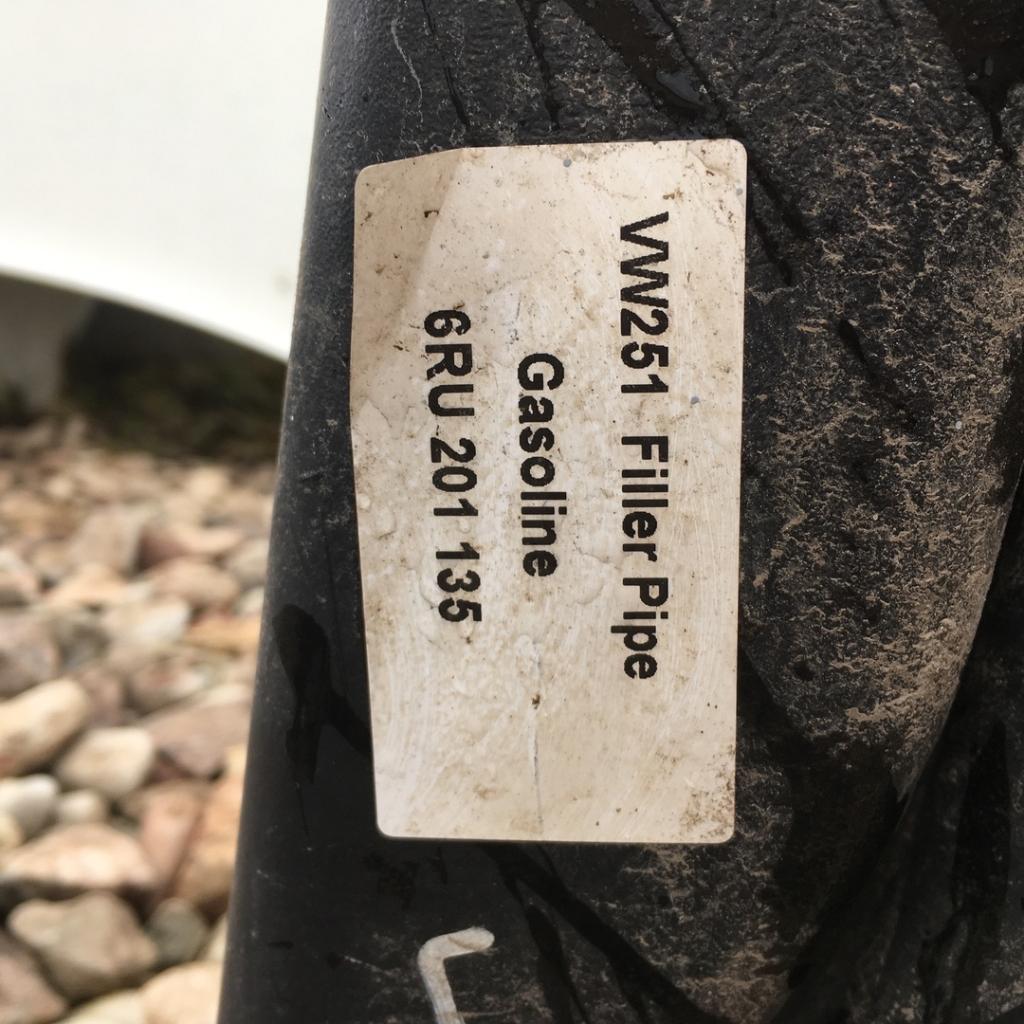 VW251 Filler Pipe
Gasoline
6RU 201 135